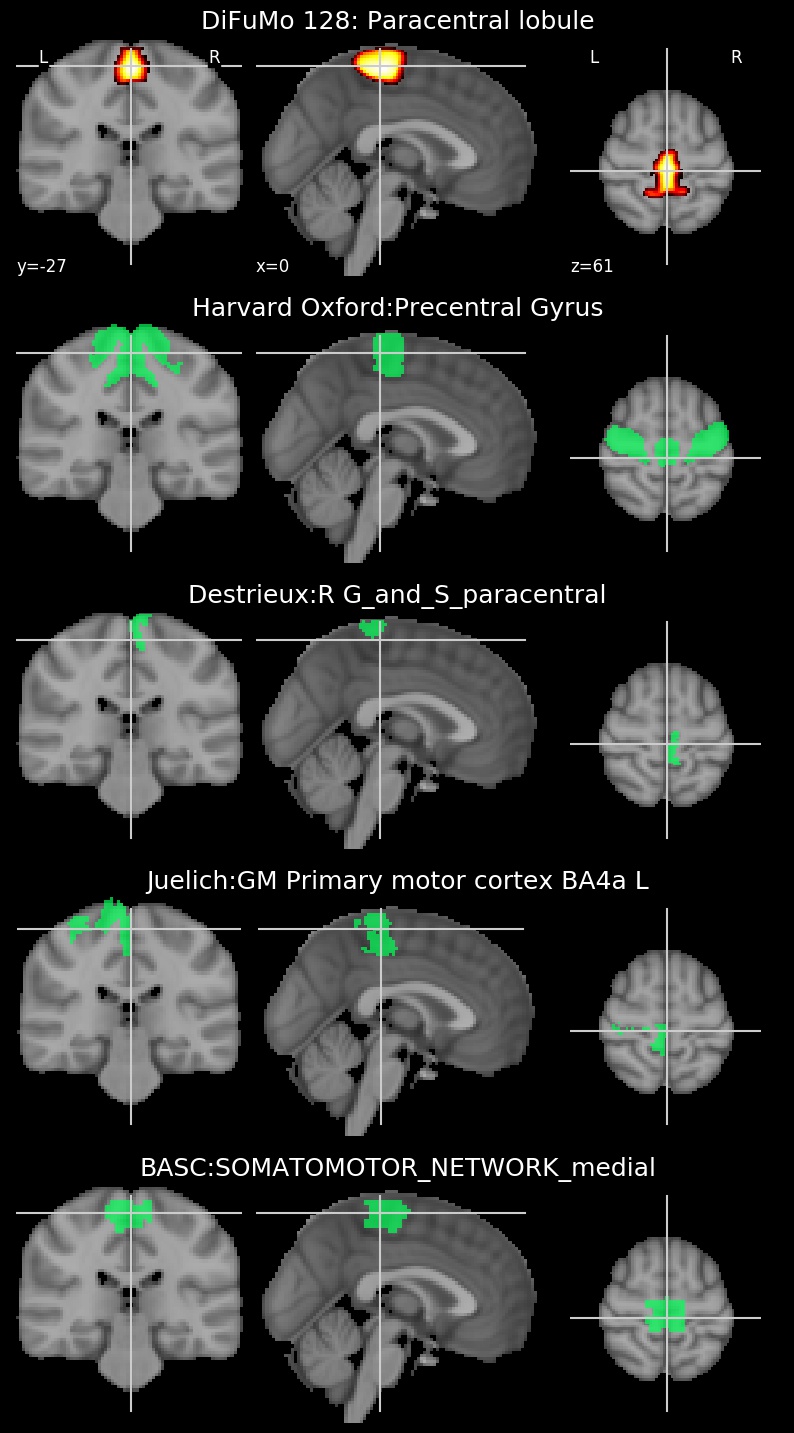 DiFuMo 128: Paracentral lobule
L R L R
y=-27 x=0 z=61
Harvard Oxford:Precentral Gyrus
Destrieux:R G_and_S_paracentral
Juelich:GM Primary motor cortex BA4a L
BASC:SOMATOMOTOR_NETWORK_medial